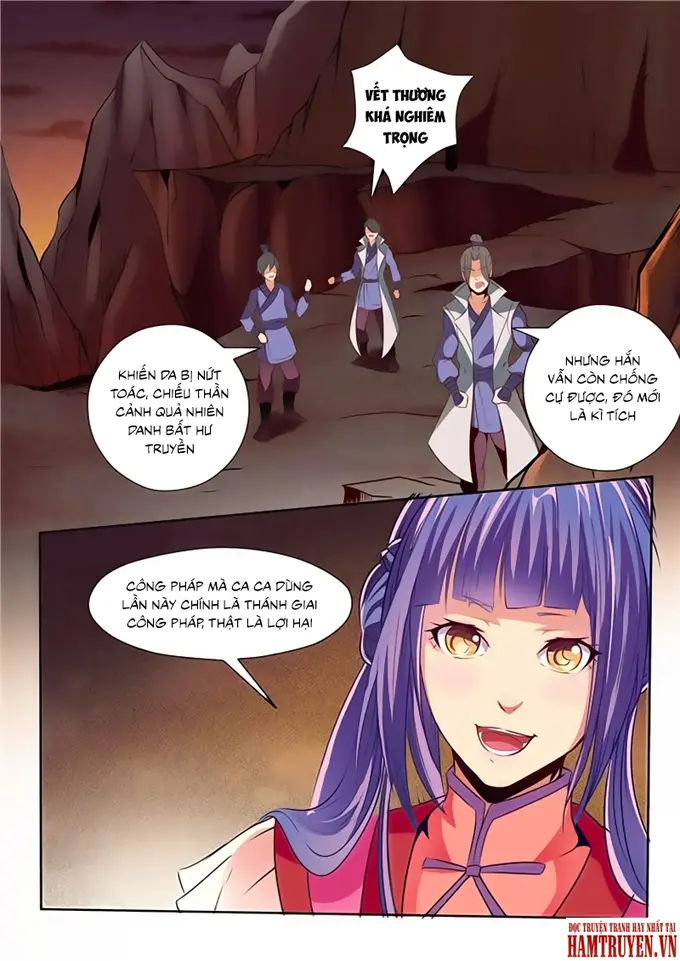 VẾT THƯƠNG
KHÁ NGHIÊM
TRỌNG
KHIẾN DA BỊ NỨT
TOÁC, CHIẾU THẦN
CẢNH QUẢ NHIÊN
DANH BẤT HƯ
TRUYỀN
NHƯNG HẮN
VẪN CÒN CHỐNG
CỰ ĐƯỢC, ĐÓ MỚI
LÀ KÌ TÍCH
CÔNG PHÁP MÀ CA CA DÙNG
LẦN NÀY CHÍNH LÀ THÁNH GIAI
CÔNG PHÁP, THẬT LÀ LỢI HẠI
ĐỌC TRUYỆN TRANH HAY NHẤT TẠI
HAMTRUYEN.VN